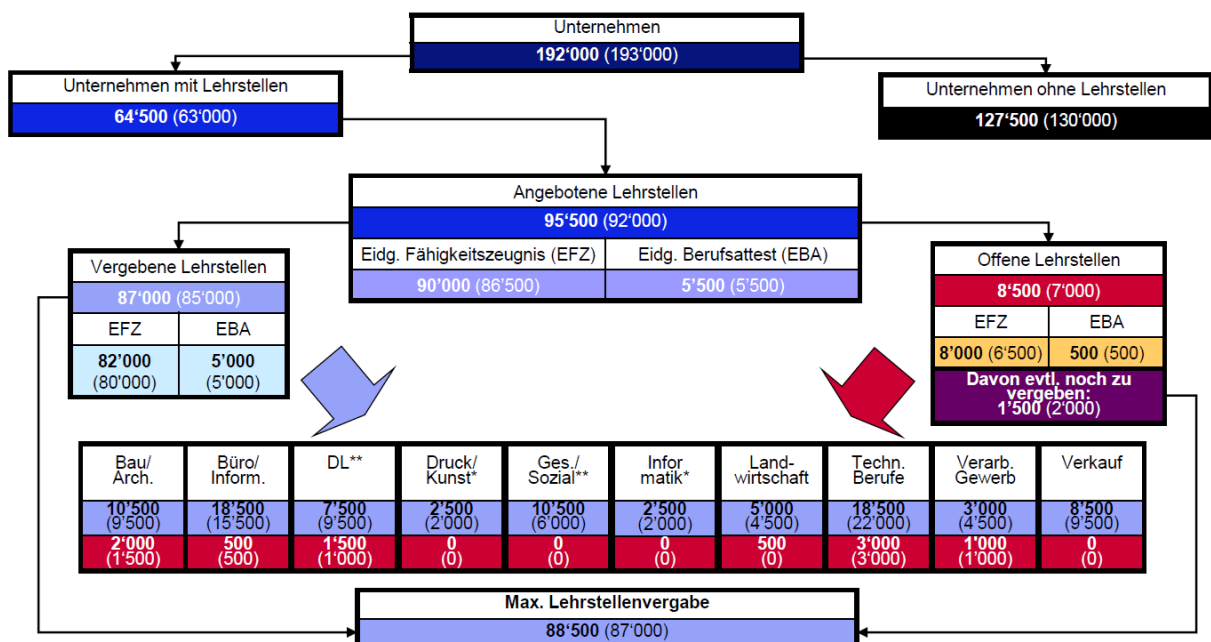 Unternehmen
192‘000 (193‘000)
Unternehmen mit Lehrstellen
64‘500 (63‘000)
Unternehmen ohne Lehrstellen
127‘500 (130‘000)
Angebotene Lehrstellen
95‘500 (92‘000)
Eidg. Fähigkeitszeugnis (EFZ)
Eidg. Berufsattest (EBA)
90’000 (86’500)
5’500 (5’500)
Vergebene Lehrstellen
87‘000 (85‘000)
EFZ
EBA
82’000
(80'000)
5’000
(5’000)
Offene Lehrstellen
8‘500 (7‘000)
EFZ
EBA
8’000 (6‘500)
500 (500)
Davon evtl. noch zu
vergeben:
1‘500 (2‘000)
Bau/
Arch.
Büro/
Inform.
DL**
Druck/
Kunst*
Ges./
Sozial**
Infor
matik*
Land-
wirtschaft
Techn.
Berufe
Verarb.
Gewerb
Verkauf
10’500
(9’500)
18’500
(15’500)
7’500
(9’500)
2’500
(2’000)
10’500
(6’000)
2’500
(2’000)
5’000
(4’500)
18’500
(22’000)
3’000
(4’500)
8’500
(9’500)
2’000
(1’500)
500
(500)
1’500
(1’000)
0
(0)
0
(0)
0
(0)
500
(0)
3‘000
(3’000)
1'000
(1’000)
0
(0)
Max. Lehrstellenvergabe
88‘500 (87‘000)